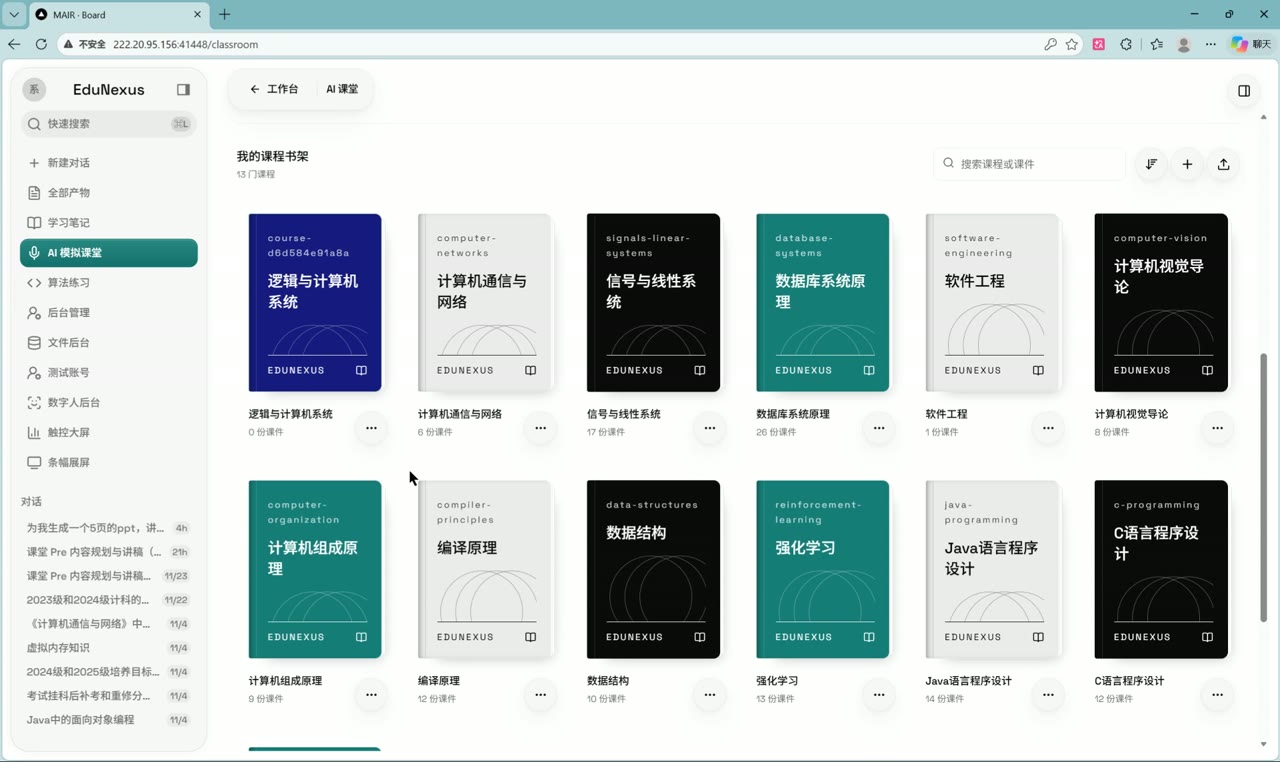 MAIR · Board
不安全 222.20.95.156:41448/classroom
聊天
系 EduNexus
快速搜索 ⌘L
新建对话
全部产物
学习笔记
AI 模拟课堂
算法练习
后台管理
文件后台
测试账号
数字人后台
触控大屏
条幅展屏
对话
为我生成一个5页的ppt，讲... 4h
课堂 Pre 内容规划与讲稿（... 21h
课堂 Pre 内容规划与讲稿... 11/23
2023级和2024级计科的... 11/22
《计算机通信与网络》中... 11/4
虚拟内存知识 11/4
2024级和2025级培养目标... 11/4
考试挂科后补考和重修分... 11/4
Java中的面向对象编程 11/4
← 工作台 AI 课堂
我的课程书架
13 门课程
搜索课程或课件
course-
d6d584e91a8a
逻辑与计算机
系统
EDUNEXUS
逻辑与计算机系统
0 份课件
computer-
networks
计算机通信与
网络
EDUNEXUS
计算机通信与网络
6 份课件
signals-linear-
systems
信号与线性系
统
EDUNEXUS
信号与线性系统
17 份课件
database-
systems
数据库系统原
理
EDUNEXUS
数据库系统原理
26 份课件
software-
engineering
软件工程
EDUNEXUS
软件工程
1 份课件
computer-vision
计算机视觉导
论
EDUNEXUS
计算机视觉导论
8 份课件
computer-
organization
计算机组成原
理
EDUNEXUS
计算机组成原理
9 份课件
compiler-
principles
编译原理
EDUNEXUS
编译原理
12 份课件
data-structures
数据结构
EDUNEXUS
数据结构
10 份课件
reinforcement-
learning
强化学习
EDUNEXUS
强化学习
13 份课件
java-
programming
Java语言程序
设计
EDUNEXUS
Java语言程序设计
14 份课件
c-programming
C语言程序设
计
EDUNEXUS
C语言程序设计
12 份课件